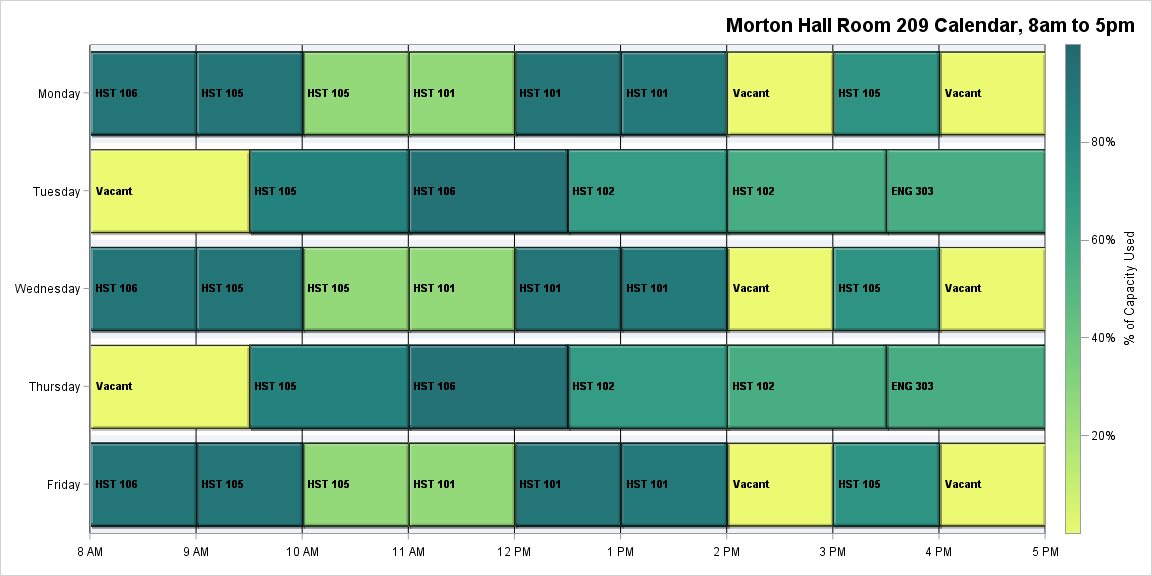 Morton Hall Room 209 Calendar, 8am to 5pm
Monday HST 106 HST 105 HST 105 HST 101 HST 101 HST 101 Vacant HST 105 Vacant
80%
Tuesday Vacant HST 105 HST 106 HST 102 HST 102 ENG 303
60%
% of Capacity Used
Wednesday HST 106 HST 105 HST 105 HST 101 HST 101 HST 101 Vacant HST 105 Vacant
40%
Thursday Vacant HST 105 HST 106 HST 102 HST 102 ENG 303
20%
Friday HST 106 HST 105 HST 105 HST 101 HST 101 HST 101 Vacant HST 105 Vacant
8 AM 9 AM 10 AM 11 AM 12 PM 1 PM 2 PM 3 PM 4 PM 5 PM